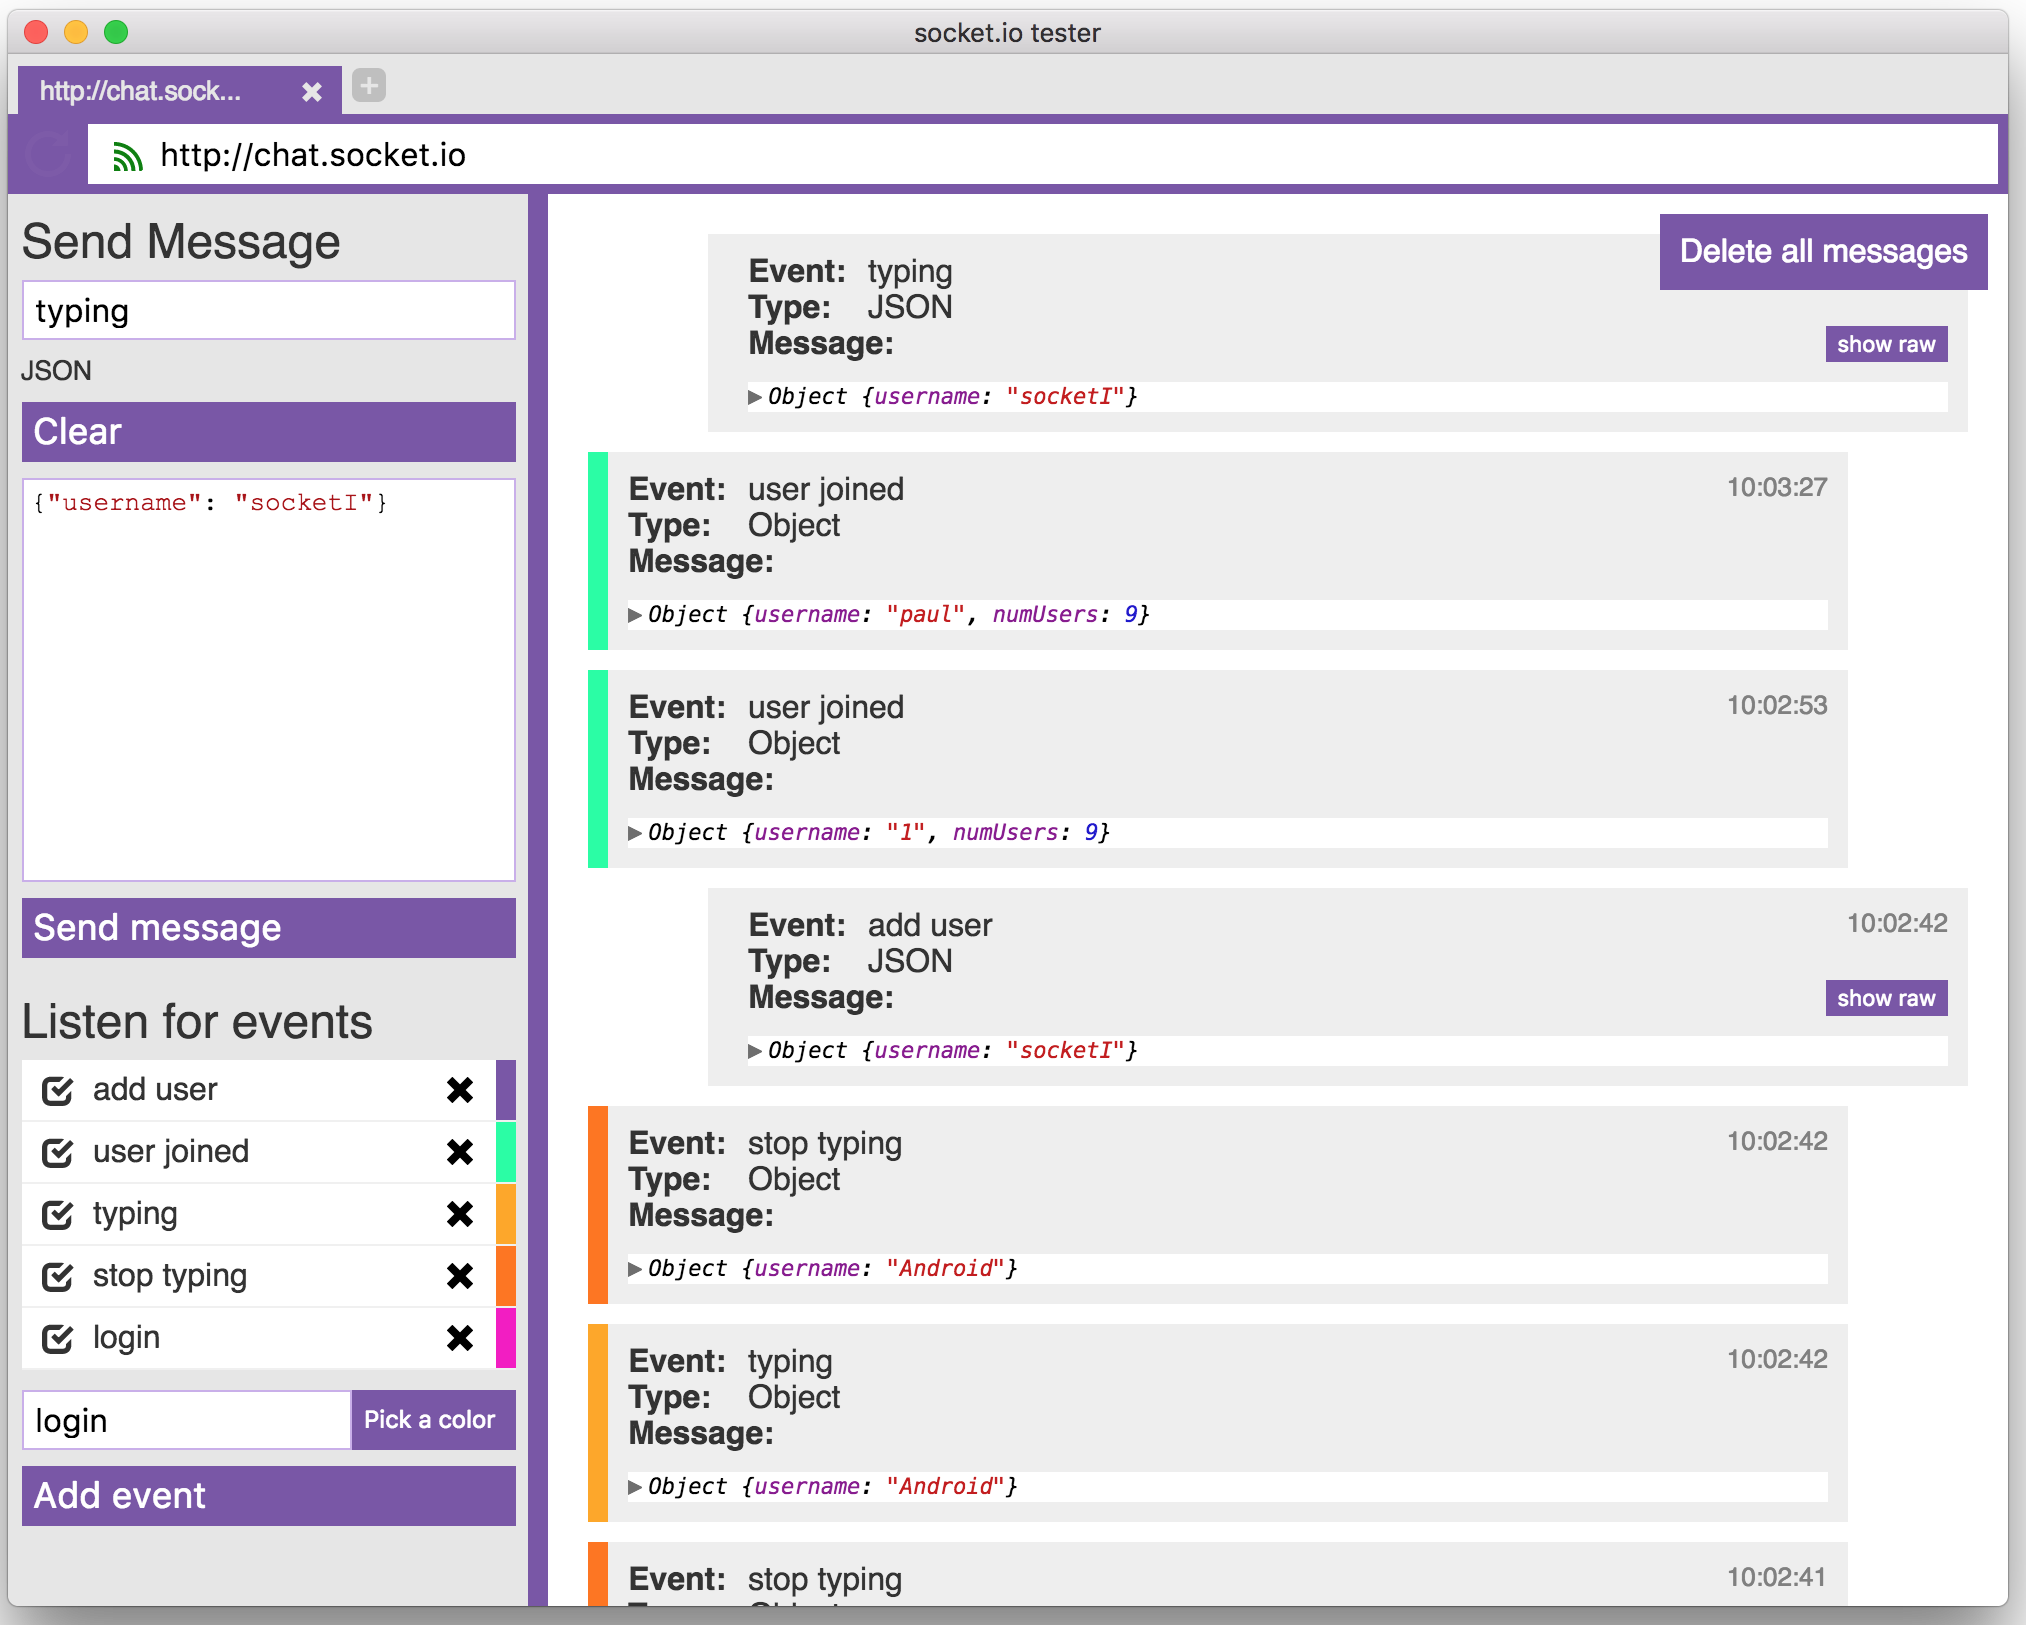 socket.io tester
http://chat.sock...
http://chat.socket.io
Send Message
typing
JSON
Clear
{"username": "socketI"}
Send message
Listen for events
add user
user joined
typing
stop typing
login
login
Pick a color
Add event
Delete all messages
Event: typing
Type: JSON
Message:
show raw
Object {username: "socketI"}
Event: user joined
10:03:27
Type: Object
Message:
Object {username: "paul", numUsers: 9}
Event: user joined
10:02:53
Type: Object
Message:
Object {username: "1", numUsers: 9}
Event: add user
10:02:42
Type: JSON
Message:
show raw
Object {username: "socketI"}
Event: stop typing
10:02:42
Type: Object
Message:
Object {username: "Android"}
Event: typing
10:02:42
Type: Object
Message:
Object {username: "Android"}
Event: stop typing
10:02:41